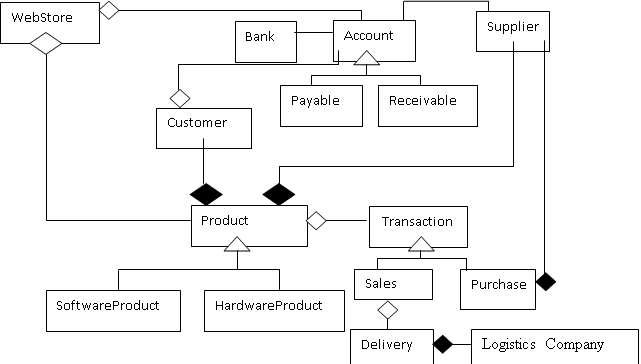 WebStore
Supplier
Bank
Account
Payable
Receivable
Customer
Product
Transaction
Sales
Purchase
SoftwareProduct
HardwareProduct
Delivery
Logistics Company